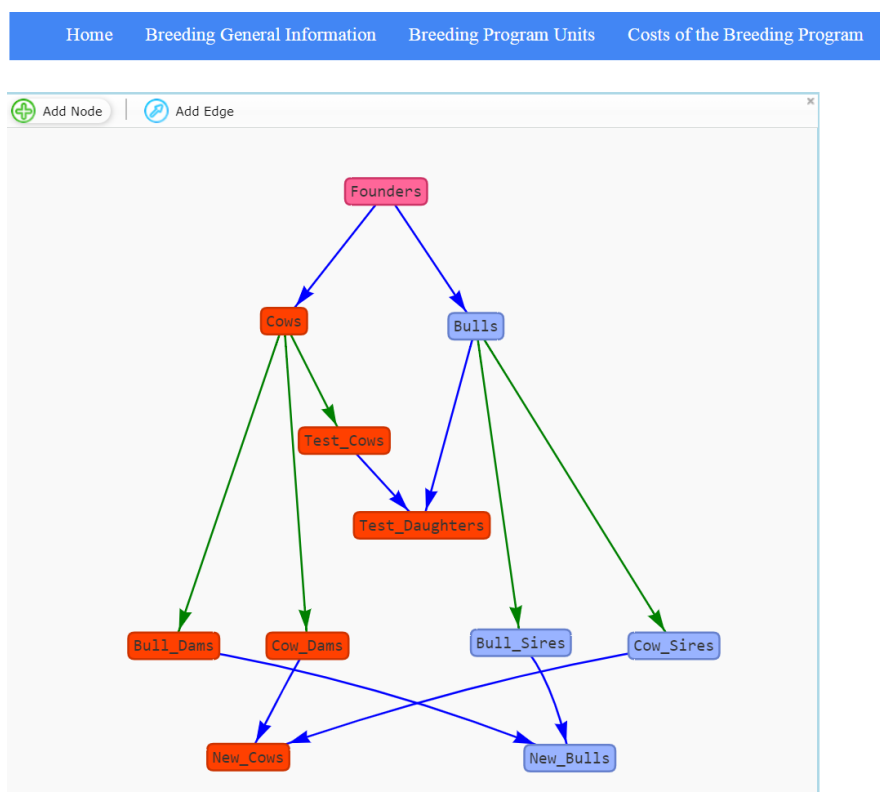 Home Breeding General Information Breeding Program Units Costs of the Breeding Program
Add Node Add Edge
Founders
Cows
Bulls
Test_Cows
Test_Daughters
Bull_Dams Cow_Dams Bull_Sires Cow_Sires
New_Cows New_Bulls